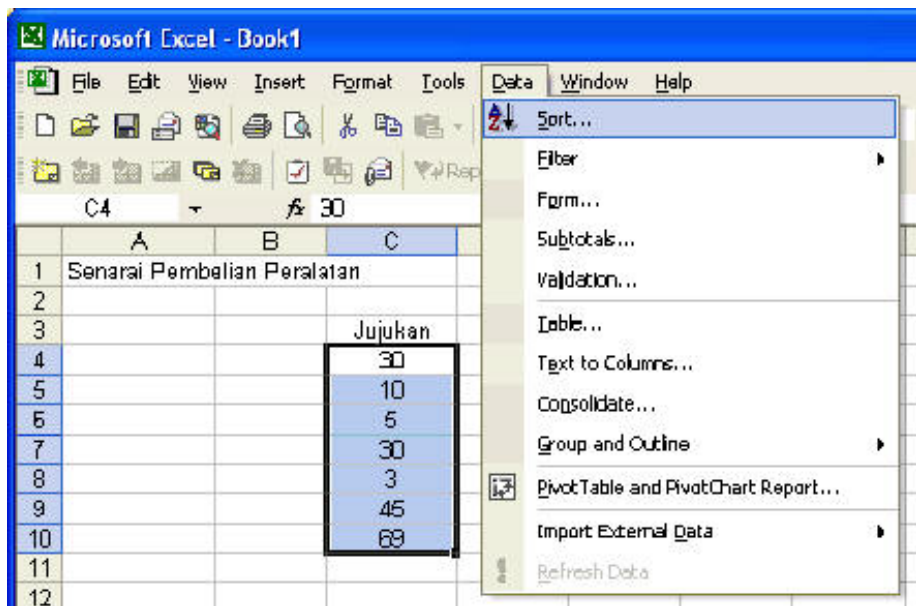 Microsoft Excel - Book1
File Edit View Insert Format Tools Data Window Help
Sort...
Filter
Rep
Form...
C4 fx 30
A B C
Subtotals...
1 Senarai Pembelian Peralatan
Validation...
2
3 Jujukan
Table...
4 30
Text to Columns...
5 10
Consolidate...
6 5
7 30
Group and Outline
8 3
PivotTable and PivotChart Report...
9 45
10 69
Import External Data
11
Refresh Data
12